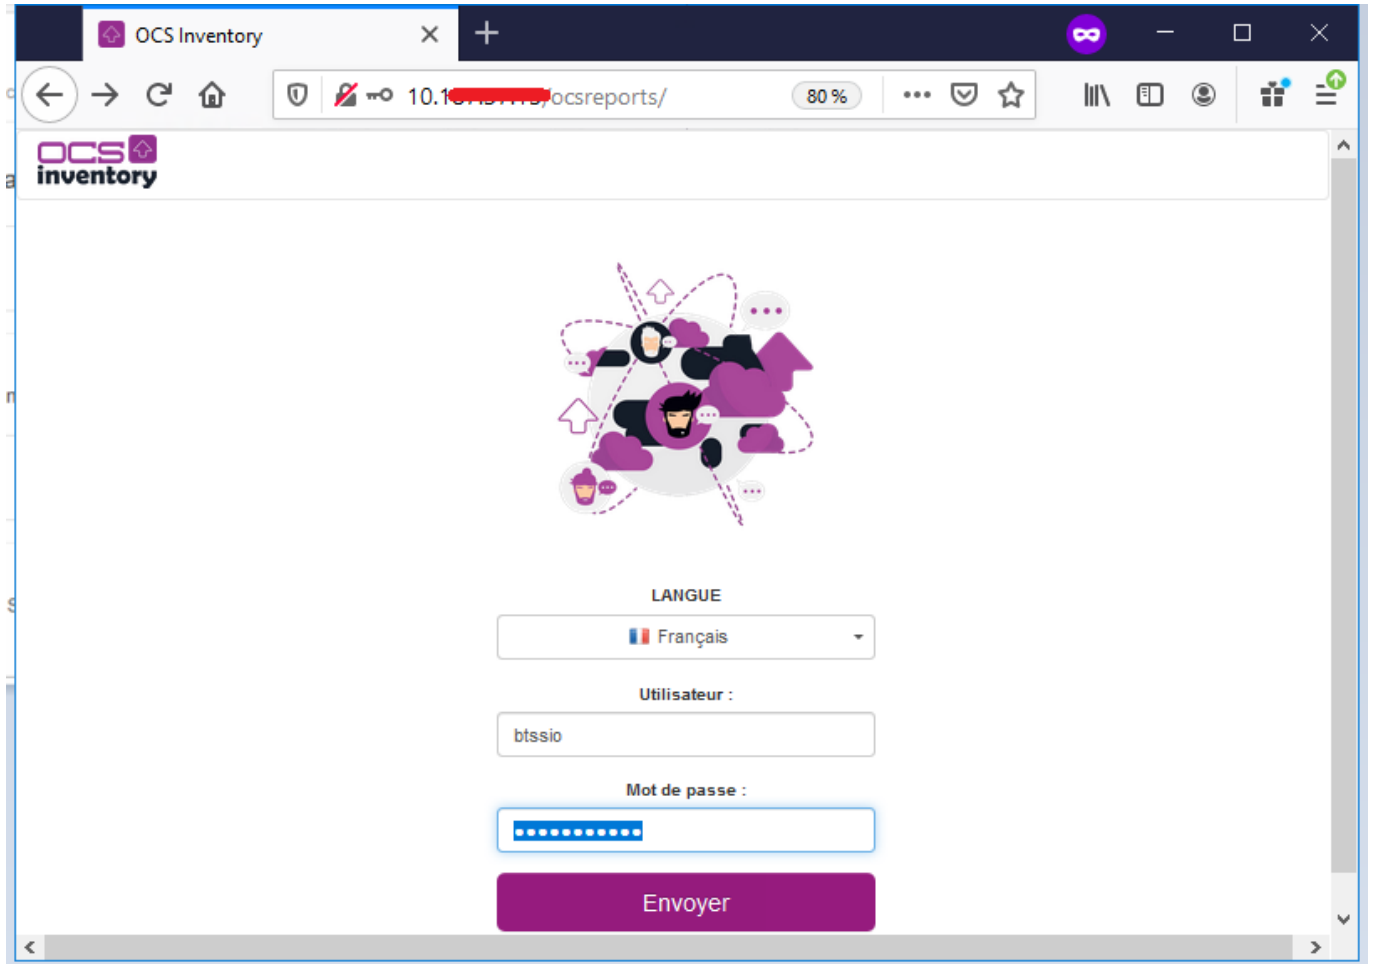 OCS Inventory
/ocsreports/
80 %
OCS
inventory
LANGUE
Français
Utilisateur :
btssio
Mot de passe :
Envoyer